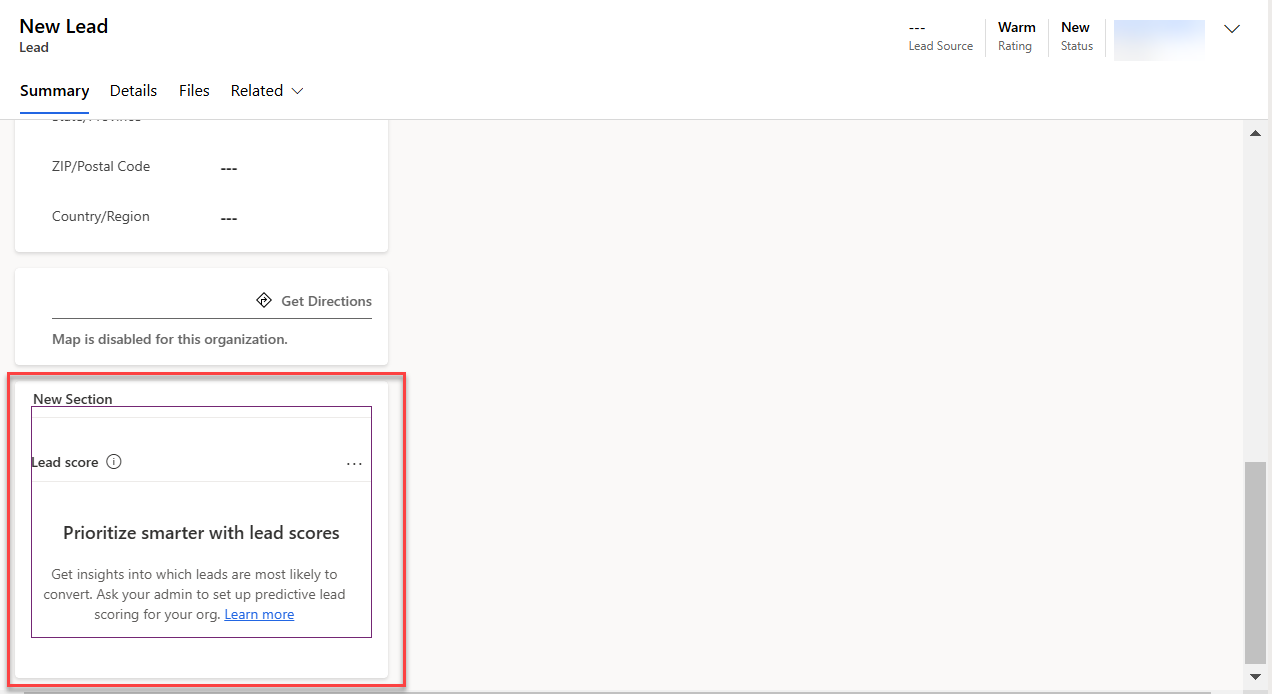 New Lead
Lead
---
Lead Source
Warm
Rating
New
Status
Summary Details Files Related
State/Province
ZIP/Postal Code ---
Country/Region ---
Get Directions
Map is disabled for this organization.
New Section
Lead score
...
Prioritize smarter with lead scores
Get insights into which leads are most likely to
convert. Ask your admin to set up predictive lead
scoring for your org. Learn more